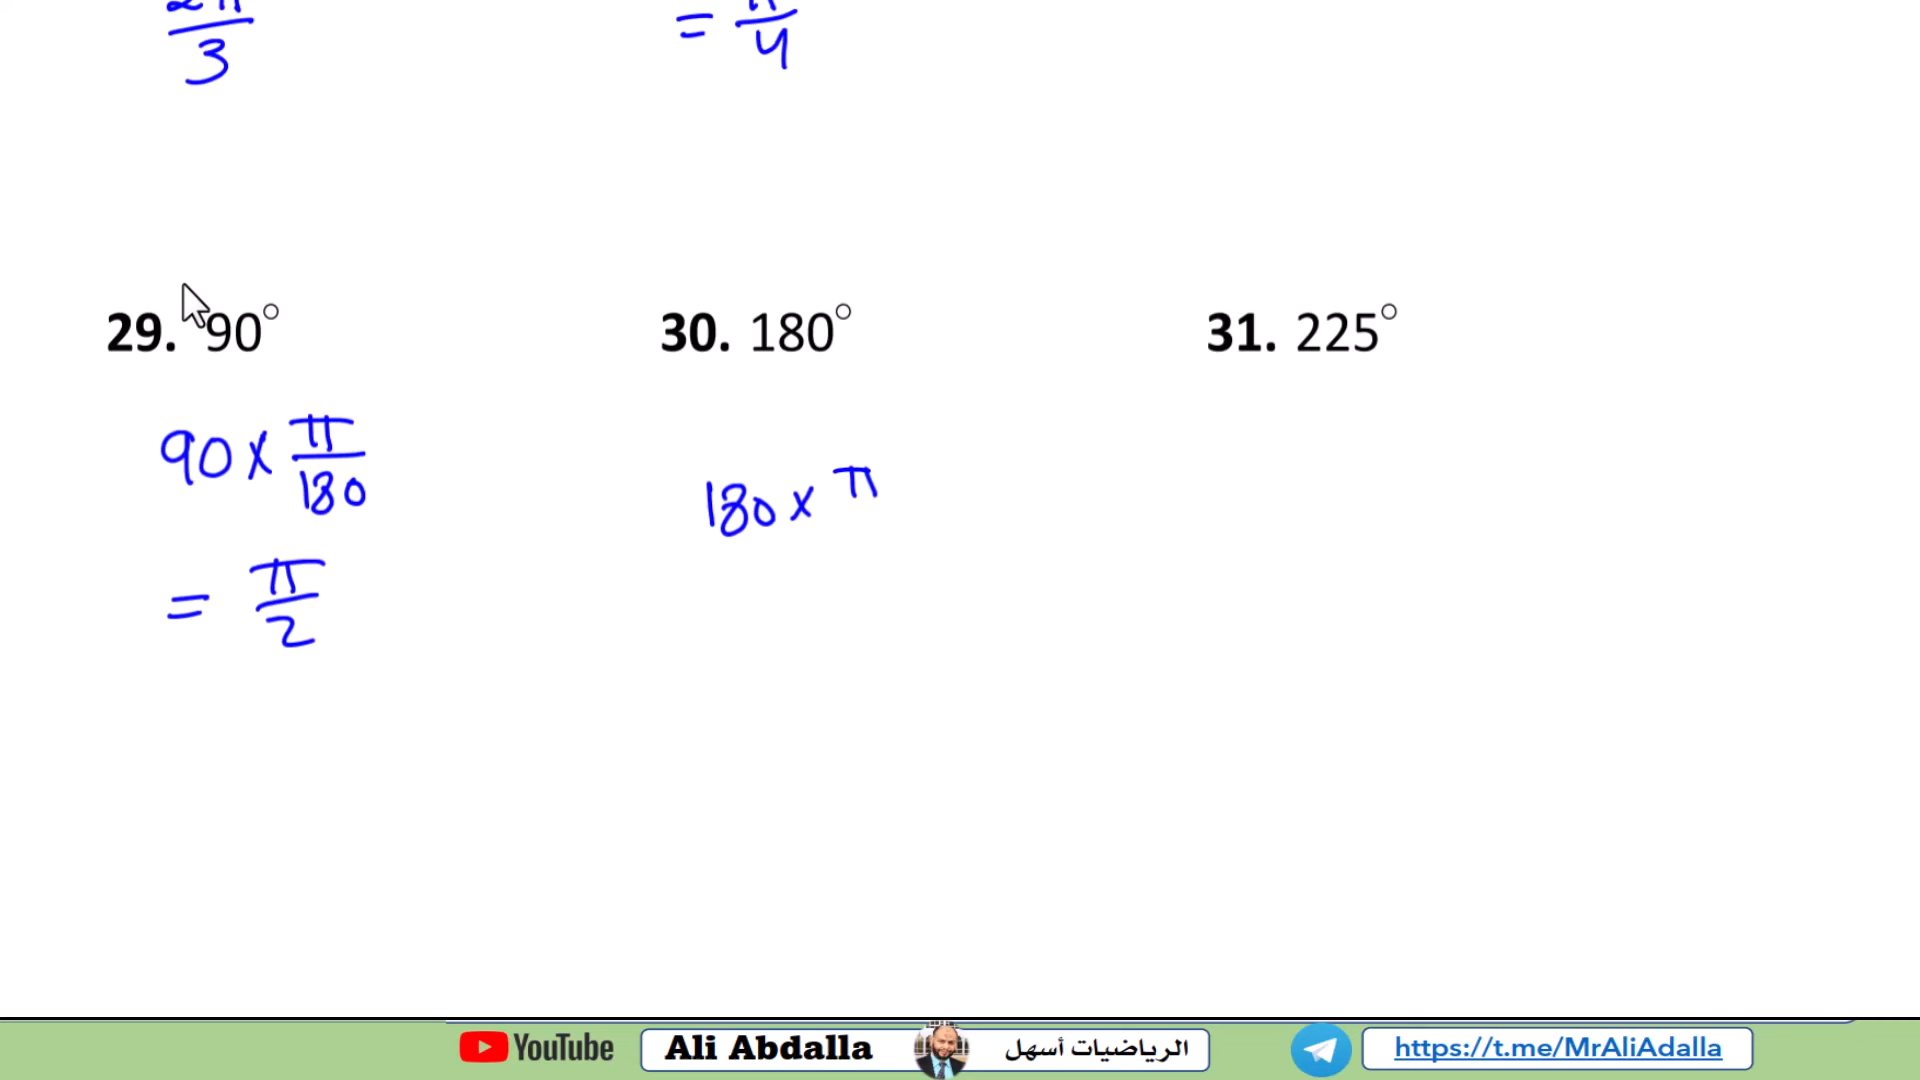 2π/3
= π/4
29. 90°
30. 180°
31. 225°
90 x π/180
= π/2
180 x π
YouTube
Ali Abdalla
الرياضيات أسهل
https://t.me/MrAliAdalla